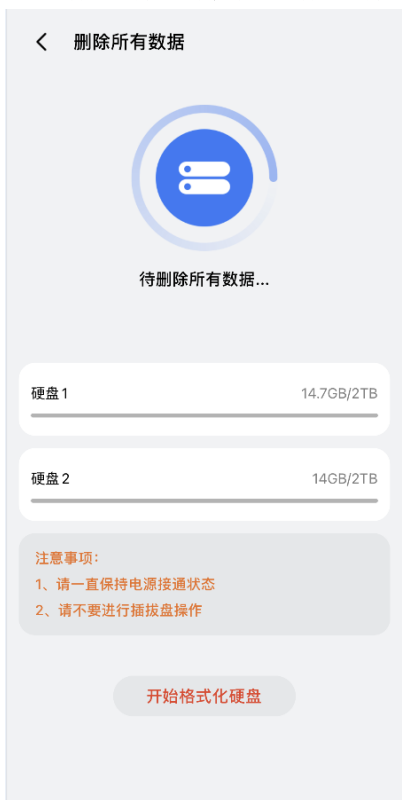 删除所有数据
待删除所有数据...
硬盘1 14.7GB/2TB
硬盘2 14GB/2TB
注意事项：
1、请一直保持电源接通状态
2、请不要进行插拔盘操作
开始格式化硬盘